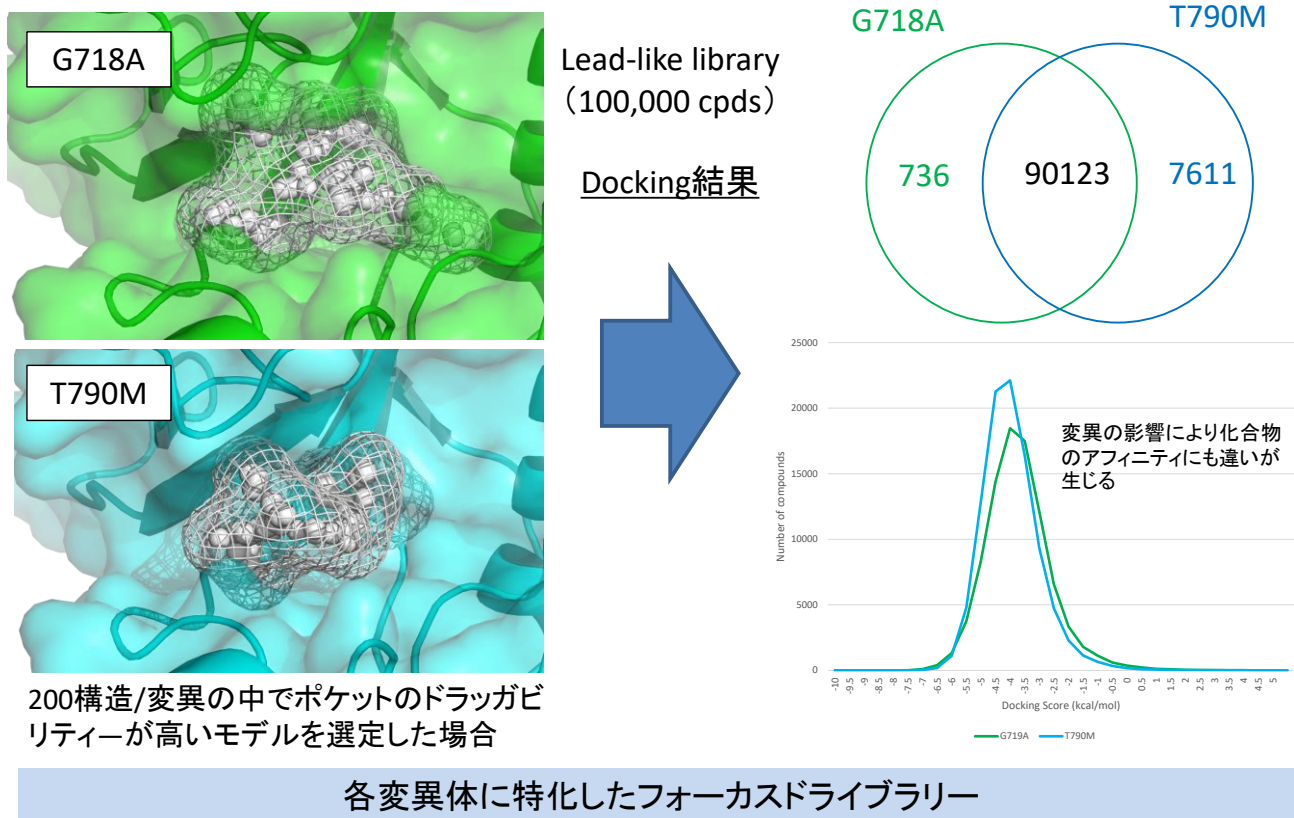 G718A
T790M
200構造/変異の中でポケットのドラッガビ
リティーが高いモデルを選定した場合
Lead-like library
（100,000 cpds）
Docking結果
G718A
T790M
736
90123
7611
25000
20000
15000
10000
5000
0
Number of compounds
変異の影響により化合物
のアフィニティにも違いが
生じる
-10
-9.5
-9
-8.5
-8
-7.5
-7
-6.5
-6
-5.5
-5
-4.5
-4
-3.5
-3
-2.5
-2
-1.5
-1
-0.5
0
0.5
1
1.5
2
2.5
3
3.5
4
4.5
5
Docking Score (kcal/mol)
G719A
T790M
各変異体に特化したフォーカスドライブラリー